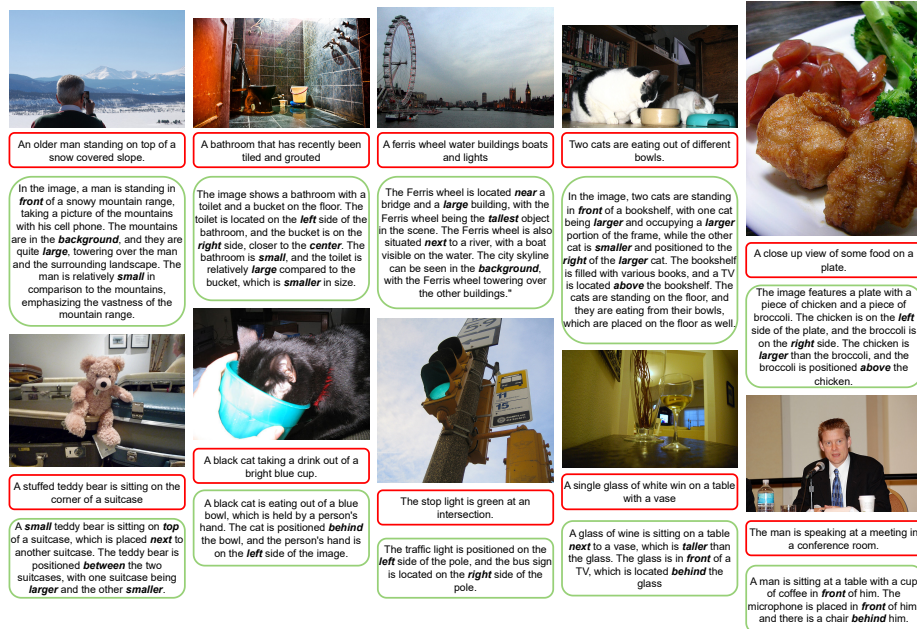 An older man standing on top of a
snow covered slope.
In the image, a man is standing in
front of a snowy mountain range,
taking a picture of the mountains
with his cell phone. The mountains
are in the background, and they are
quite large, towering over the man
and the surrounding landscape. The
man is relatively small in
comparison to the mountains,
emphasizing the vastness of the
mountain range.
A stuffed teddy bear is sitting on the
corner of a suitcase
A small teddy bear is sitting on top
of a suitcase, which is placed next to
another suitcase. The teddy bear is
positioned between the two
suitcases, with one suitcase being
larger and the other smaller.
A bathroom that has recently been
tiled and grouted
The image shows a bathroom with a
toilet and a bucket on the floor. The
toilet is located on the left side of the
bathroom, and the bucket is on the
right side, closer to the center. The
bathroom is small, and the toilet is
relatively large compared to the
bucket, which is smaller in size.
A black cat taking a drink out of a
bright blue cup.
A black cat is eating out of a blue
bowl, which is held by a person's
hand. The cat is positioned behind
the bowl, and the person's hand is
on the left side of the image.
A ferris wheel water buildings boats
and lights
The Ferris wheel is located near a
bridge and a large building, with the
Ferris wheel being the tallest object
in the scene. The Ferris wheel is also
situated next to a river, with a boat
visible on the water. The city skyline
can be seen in the background,
with the Ferris wheel towering over
the other buildings."
5.5
11
15
The stop light is green at an
intersection.
The traffic light is positioned on the
left side of the pole, and the bus sign
is located on the right side of the
pole.
Two cats are eating out of different
bowls.
In the image, two cats are standing
in front of a bookshelf, with one cat
being larger and occupying a larger
portion of the frame, while the other
cat is smaller and positioned to the
right of the larger cat. The bookshelf
is filled with various books, and a TV
is located above the bookshelf. The
cats are standing on the floor, and
they are eating from their bowls,
which are placed on the floor as well.
A single glass of white win on a table
with a vase
A glass of wine is sitting on a table
next to a vase, which is taller than
the glass. The glass is in front of a
TV, which is located behind the
glass
A close up view of some food on a
plate.
The image features a plate with a
piece of chicken and a piece of
broccoli. The chicken is on the left
side of the plate, and the broccoli is
on the right side. The chicken is
larger than the broccoli, and the
broccoli is positioned above the
chicken.
The man is speaking at a meeting in
a conference room.
A man is sitting at a table with a cup
of coffee in front of him. The
microphone is placed in front of him,
and there is a chair behind him.